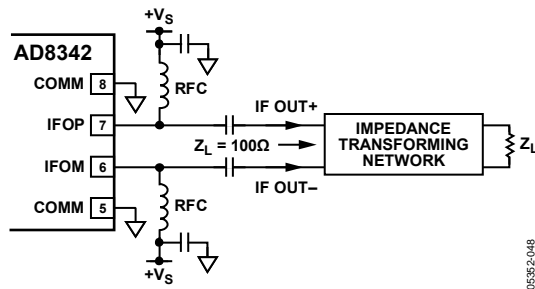 +VS
AD8342
COMM 8
RFC
IFOP 7
IF OUT+
ZL = 100Ω
IMPEDANCE
TRANSFORMING
NETWORK
ZL
IFOM 6
IF OUT–
COMM 5
RFC
+VS
05352-048